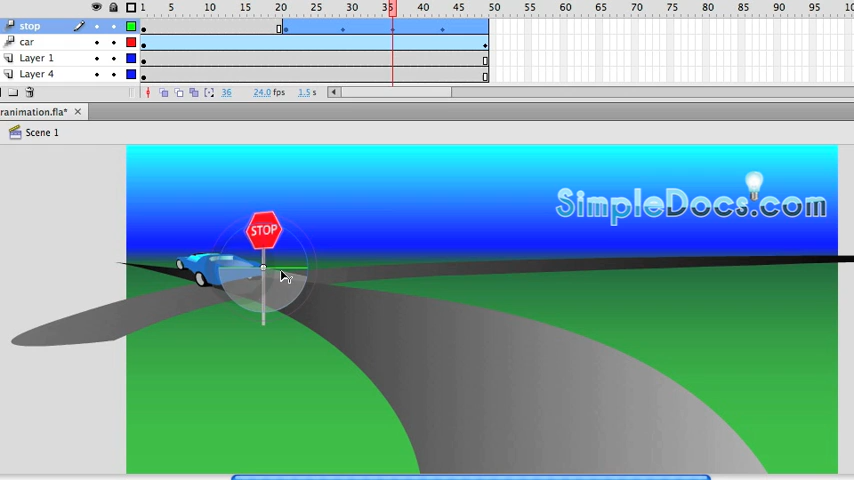 1 5 10 15 20 25 30 35 40 45 50 55 60 65 70 75 80 85 90 95
stop
car
Layer 1
Layer 4
36 24.0 fps 1.5 s
ranimation.fla*
Scene 1
SimpleDocs.com
STOP